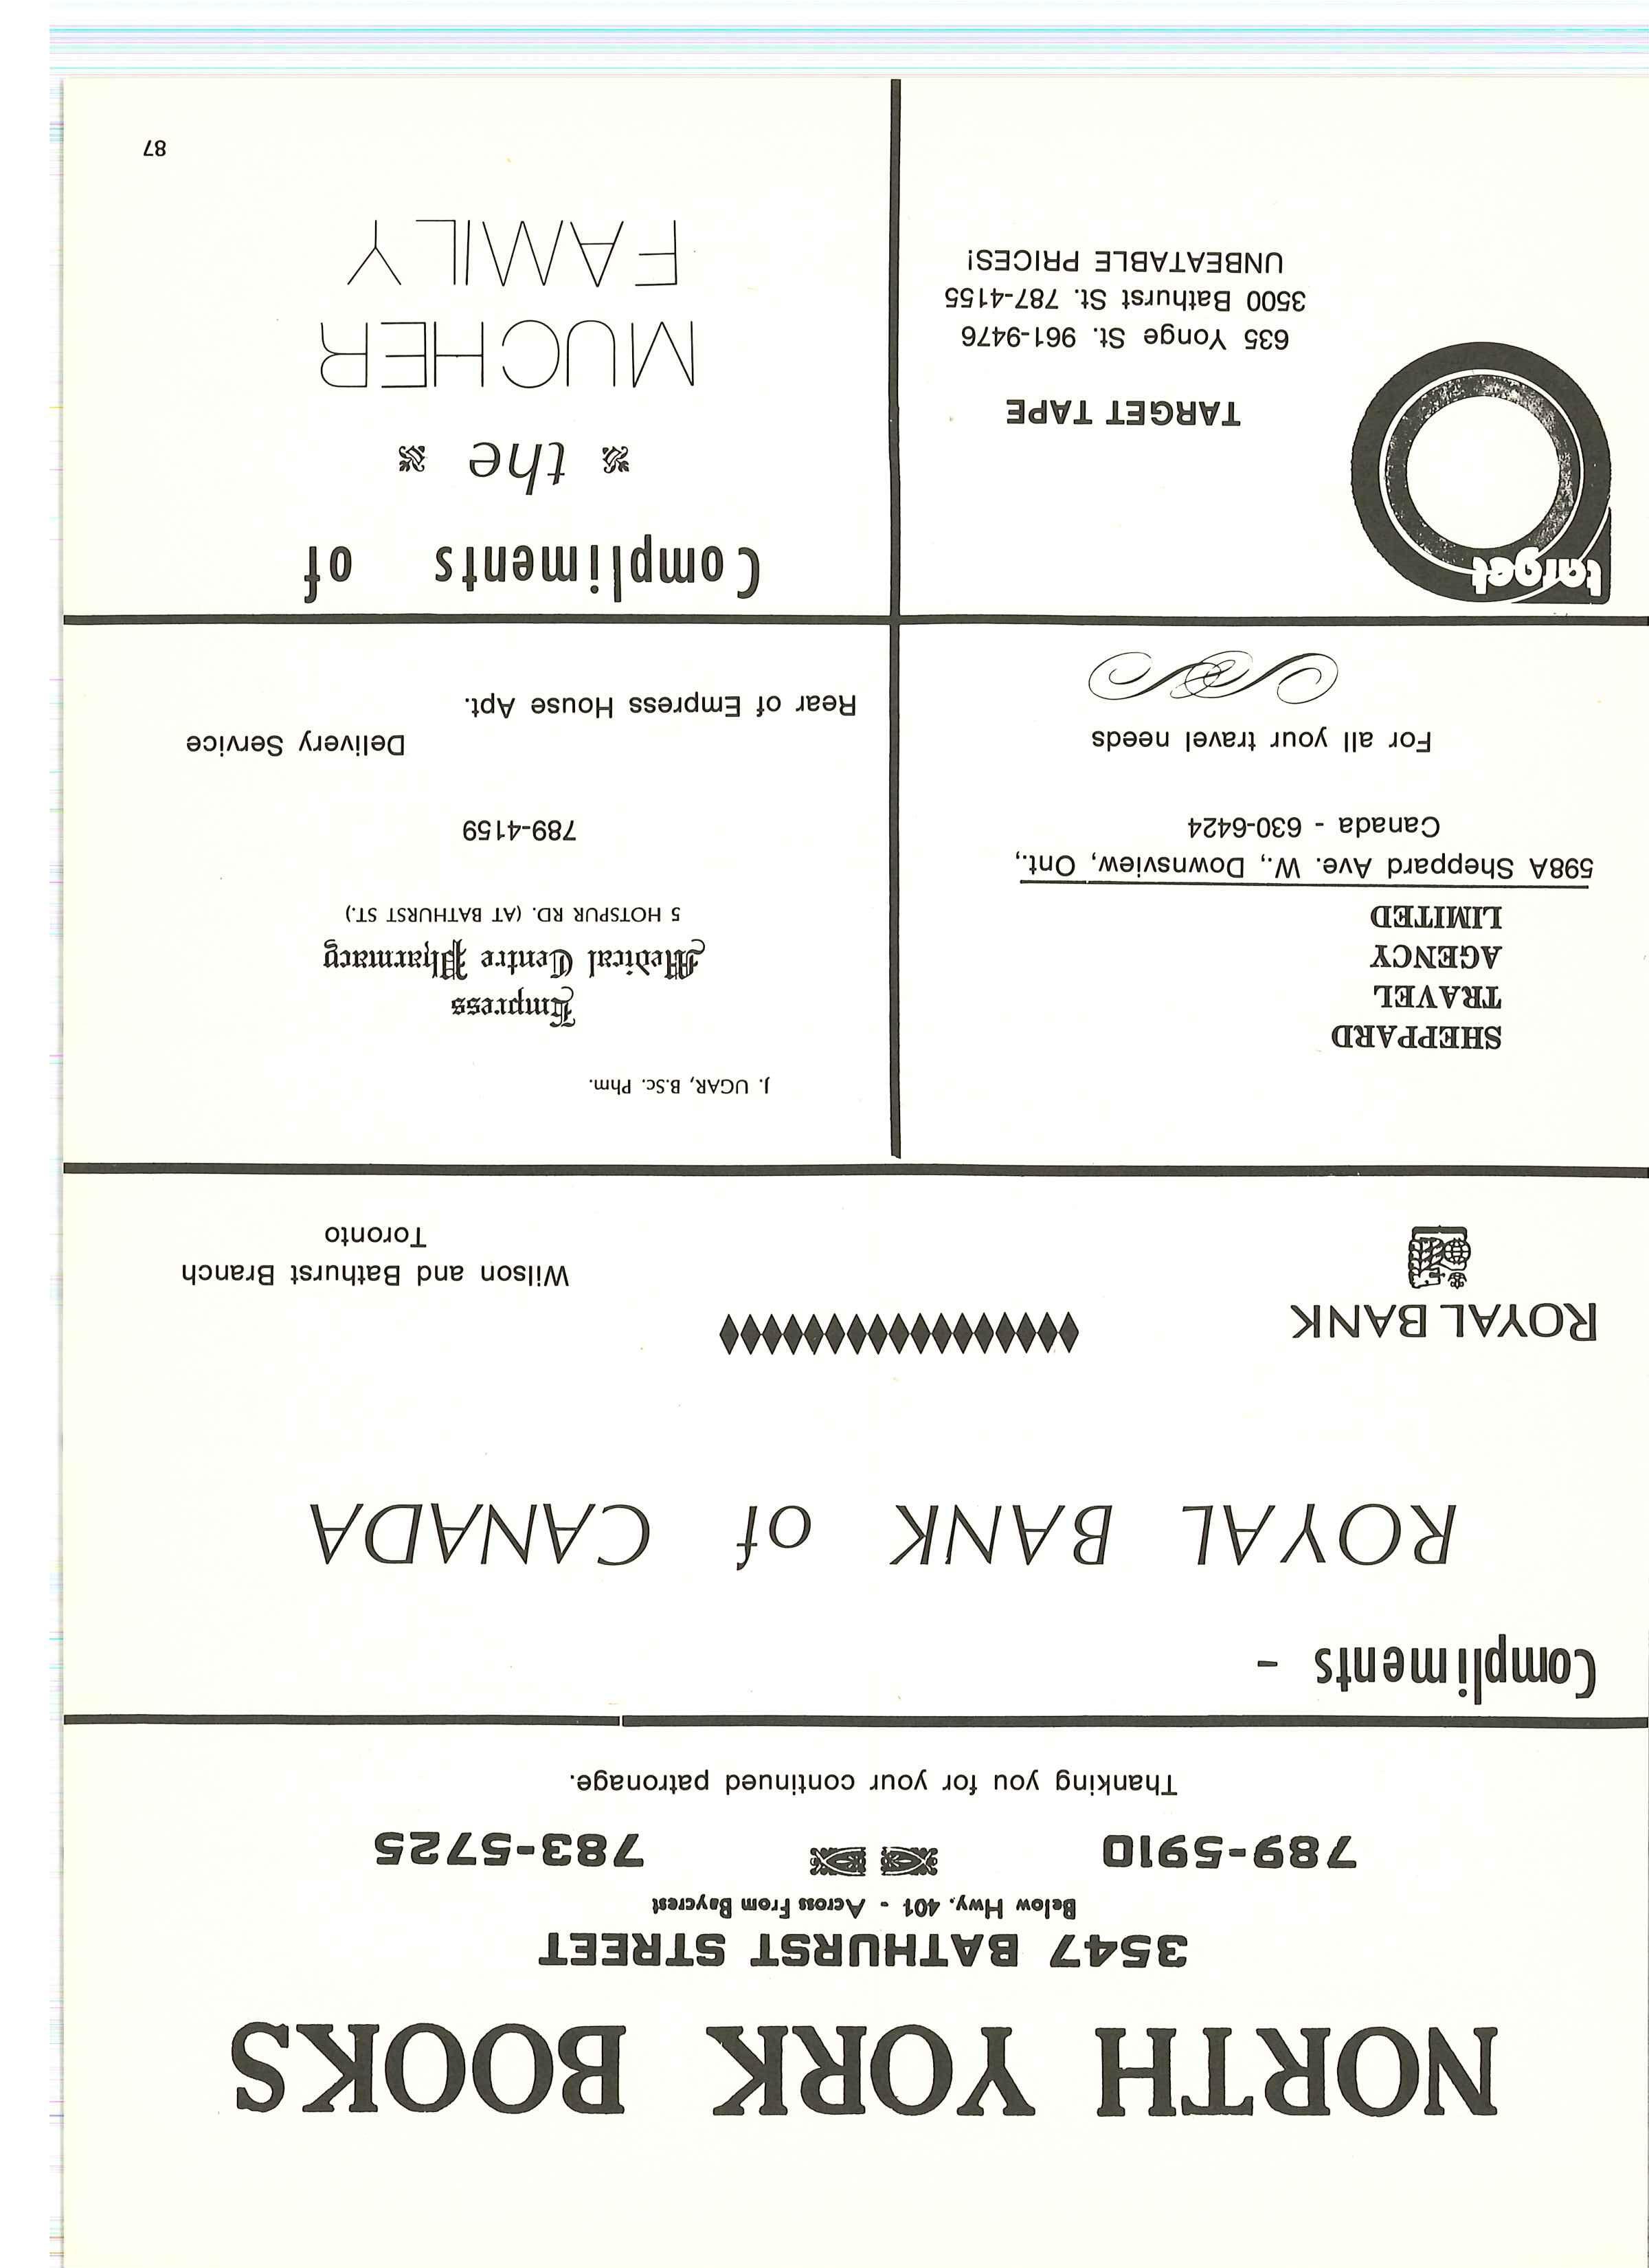 NORTH YORK BOOKS
3547 BATHURST STREET
Below Hwy. 401 - Across From Baycrest
789-5910 783-5725
Thanking you for your continued patronage.
Compliments -
ROYAL BANK of CANADA
ROYAL BANK
Wilson and Bathurst Branch
Toronto
SHEPPARD
TRAVEL
AGENCY
LIMITED
598A Sheppard Ave. W., Downsview, Ont.,
Canada - 630-6424
For all your travel needs
J. UGAR, B.Sc. Phm.
Empress
Medical Centre Pharmacy
5 HOTSPUR RD. (AT BATHURST ST.)
789-4159
Delivery Service
Rear of Empress House Apt.
target
TARGET TAPE
635 Yonge St. 961-9476
3500 Bathurst St. 787-4155
UNBEATABLE PRICES!
Compliments of
the
MUCHER
FAMILY
87